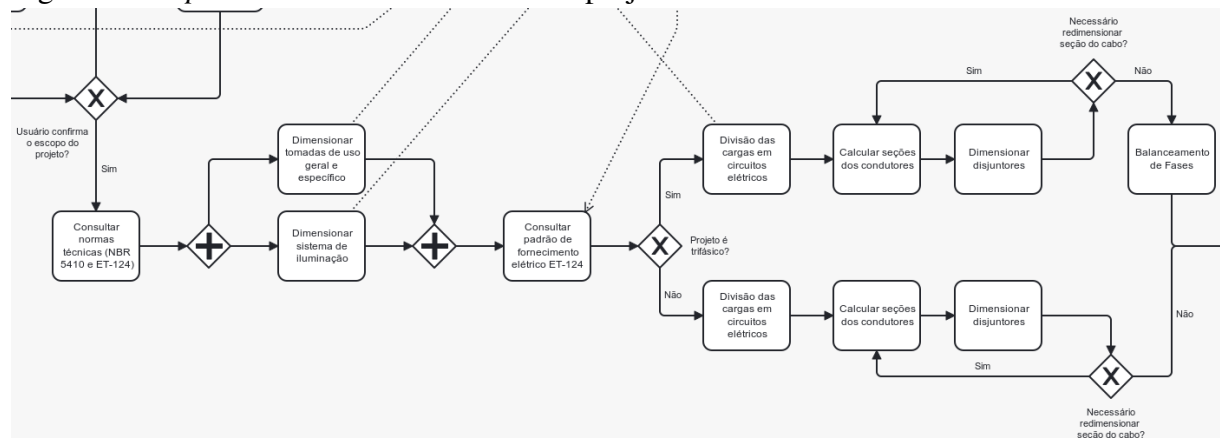 Necessário
redimensionar
seção do cabo?
Sim
Não
Usuário confirma
o escopo do
projeto?
Sim
Dimensionar
tomadas de uso
geral e
específico
Divisão das
cargas em
circuitos
elétricos
Calcular seções
dos condutores
Dimensionar
disjuntores
Balanceamento
de Fases
Sim
Consultar
normas
técnicas (NBR
5410 e ET-124)
Dimensionar
sistema de
iluminação
Consultar
padrão de
fornecimento
elétrico ET-124
Projeto é
trifásico?
Não
Divisão das
cargas em
circuitos
elétricos
Calcular seções
dos condutores
Dimensionar
disjuntores
Não
Sim
Necessário
redimensionar
seção do cabo?